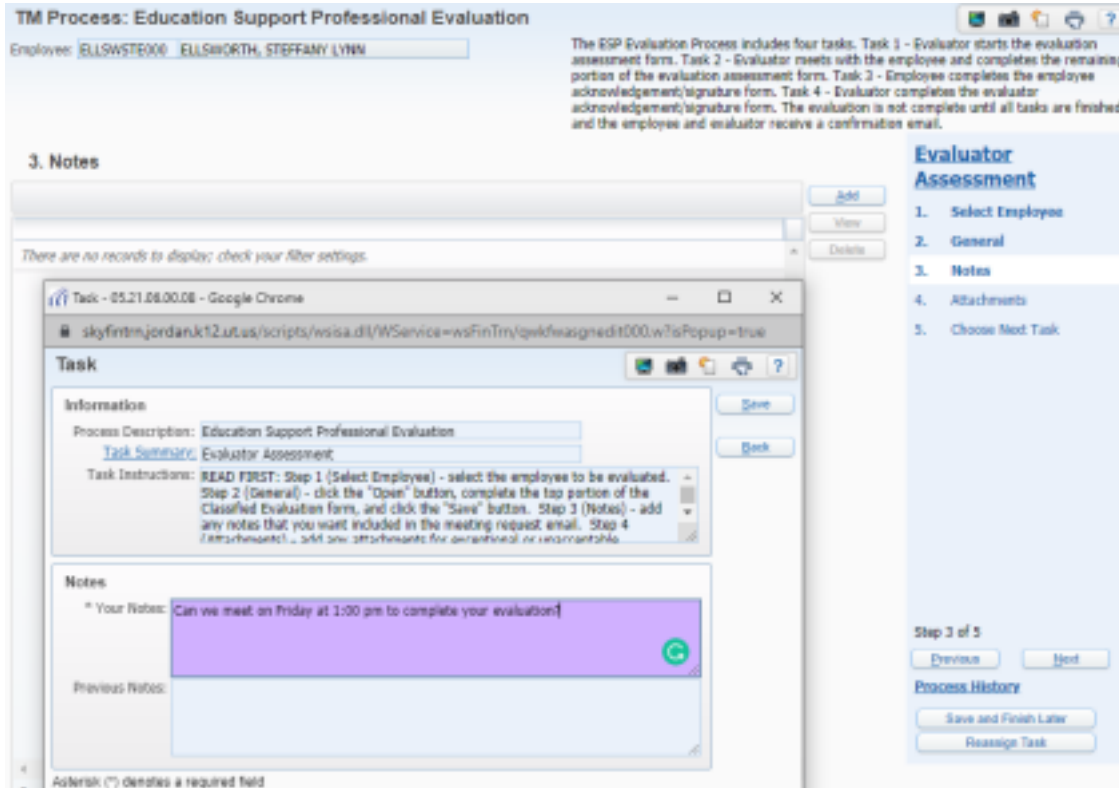 TM Process: Education Support Professional Evaluation
Employee: ELLSWSTE000 ELLSWORTH, STEFFANY LYNN
The ESP Evaluation Process includes four tasks. Task 1 - Evaluator starts the evaluation
assessment form. Task 2 - Evaluator meets with the employee and completes the remaining
portion of the evaluation assessment form. Task 3 - Employee completes the employee
acknowledgement/signature form. Task 4 - Evaluator completes the evaluator
acknowledgement/signature form. The evaluation is not complete until all tasks are finished
and the employee and evaluator receive a confirmation email.
3. Notes
Add
View
Delete
There are no records to display; check your filter settings.
Task - 05.21.06.00.08 - Google Chrome
skyfintrn.jordan.k12.ut.us/scripts/wsisa.dll/WService=wsFinTrn/qwkfwasgnedit000.w?isPopup=true
Task
?
Information
Save
Process Description: Education Support Professional Evaluation
Task Summary: Evaluator Assessment
Back
Task Instructions: READ FIRST: Step 1 (Select Employee) - select the employee to be evaluated.
Step 2 (General) - click the "Open" button, complete the top portion of the
Classified Evaluation form, and click the "Save" button. Step 3 (Notes) - add
any notes that you want included in the meeting request email. Step 4
(Attachments) - add any attachments for exceptional or unacceptable
Notes
* Your Notes: Can we meet on Friday at 1:00 pm to complete your evaluation?
Previous Notes:
Asterisk (*) denotes a required field
Evaluator
Assessment
1. Select Employee
2. General
3. Notes
4. Attachments
5. Choose Next Task
Step 3 of 5
Previous
Next
Process History
Save and Finish Later
Reassign Task